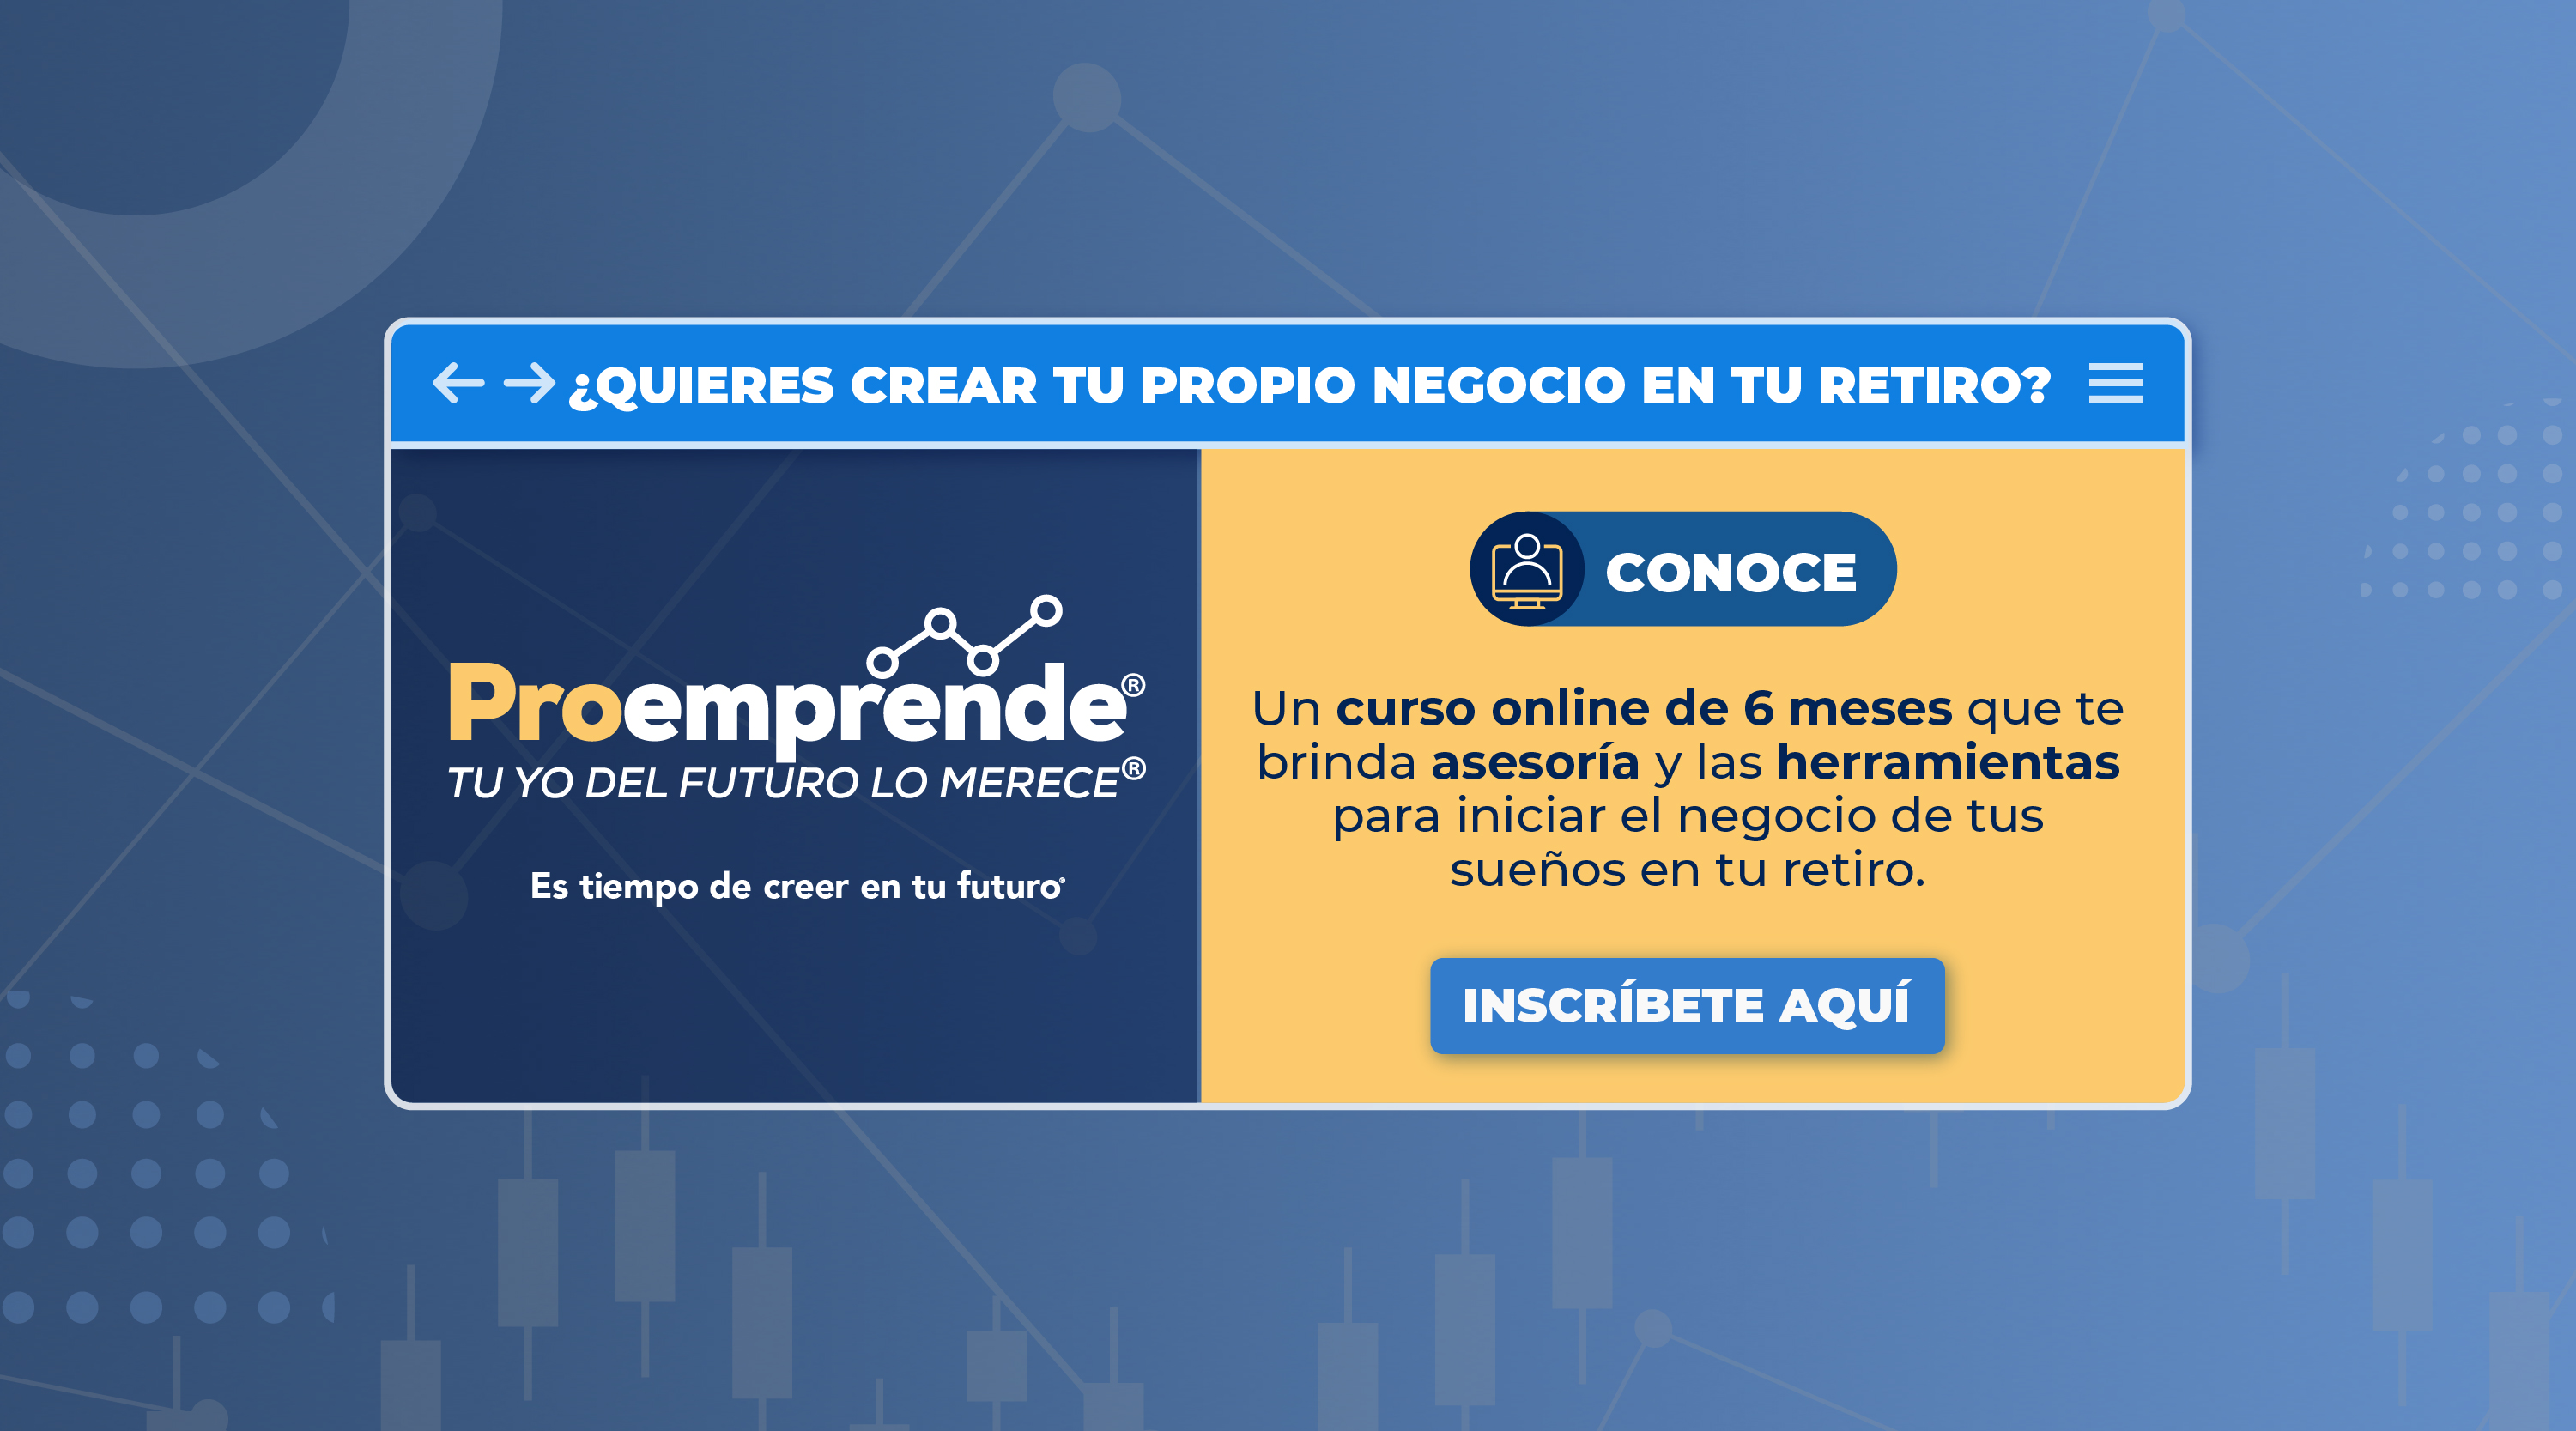 ¿QUIERES CREAR TU PROPIO NEGOCIO EN TU RETIRO?
Proemprende®
TU YO DEL FUTURO LO MERECE®
Es tiempo de creer en tu futuro®
CONOCE
Un curso online de 6 meses que te
brinda asesoría y las herramientas
para iniciar el negocio de tus
sueños en tu retiro.
INSCRÍBETE AQUÍ